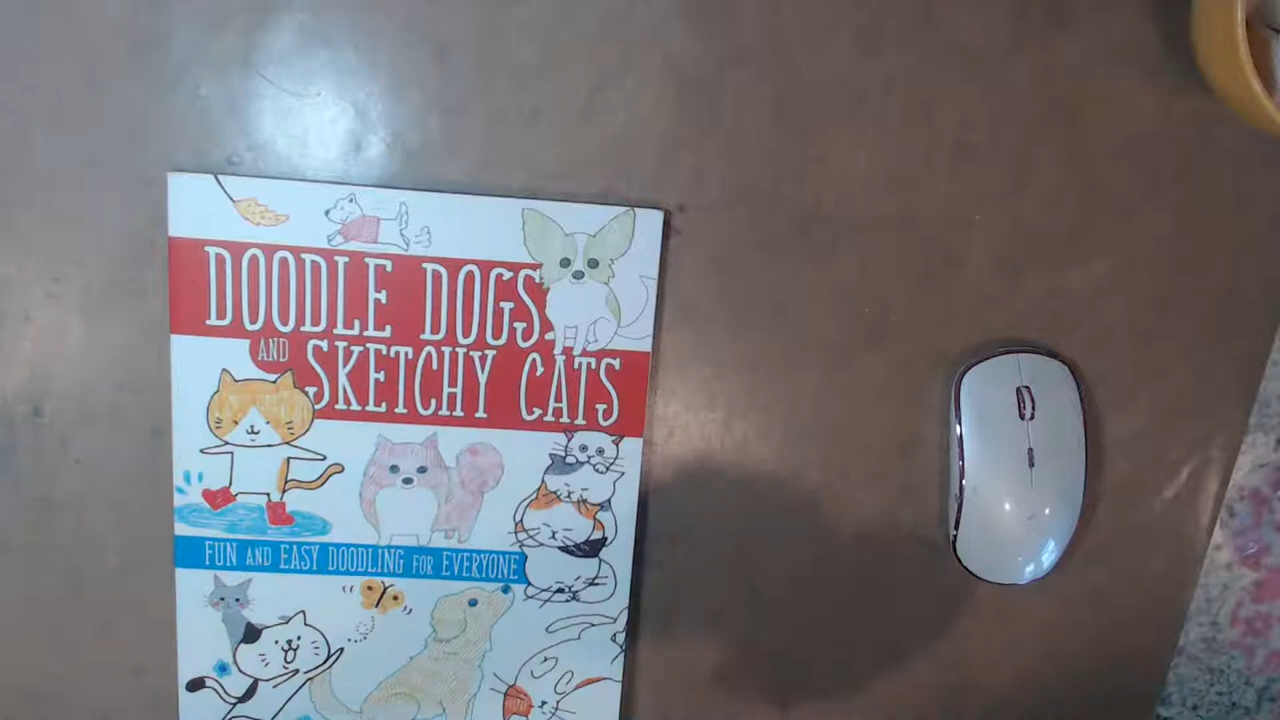 DOODLE DOGS
AND SKETCHY CATS
FUN AND EASY DOODLING FOR EVERYONE